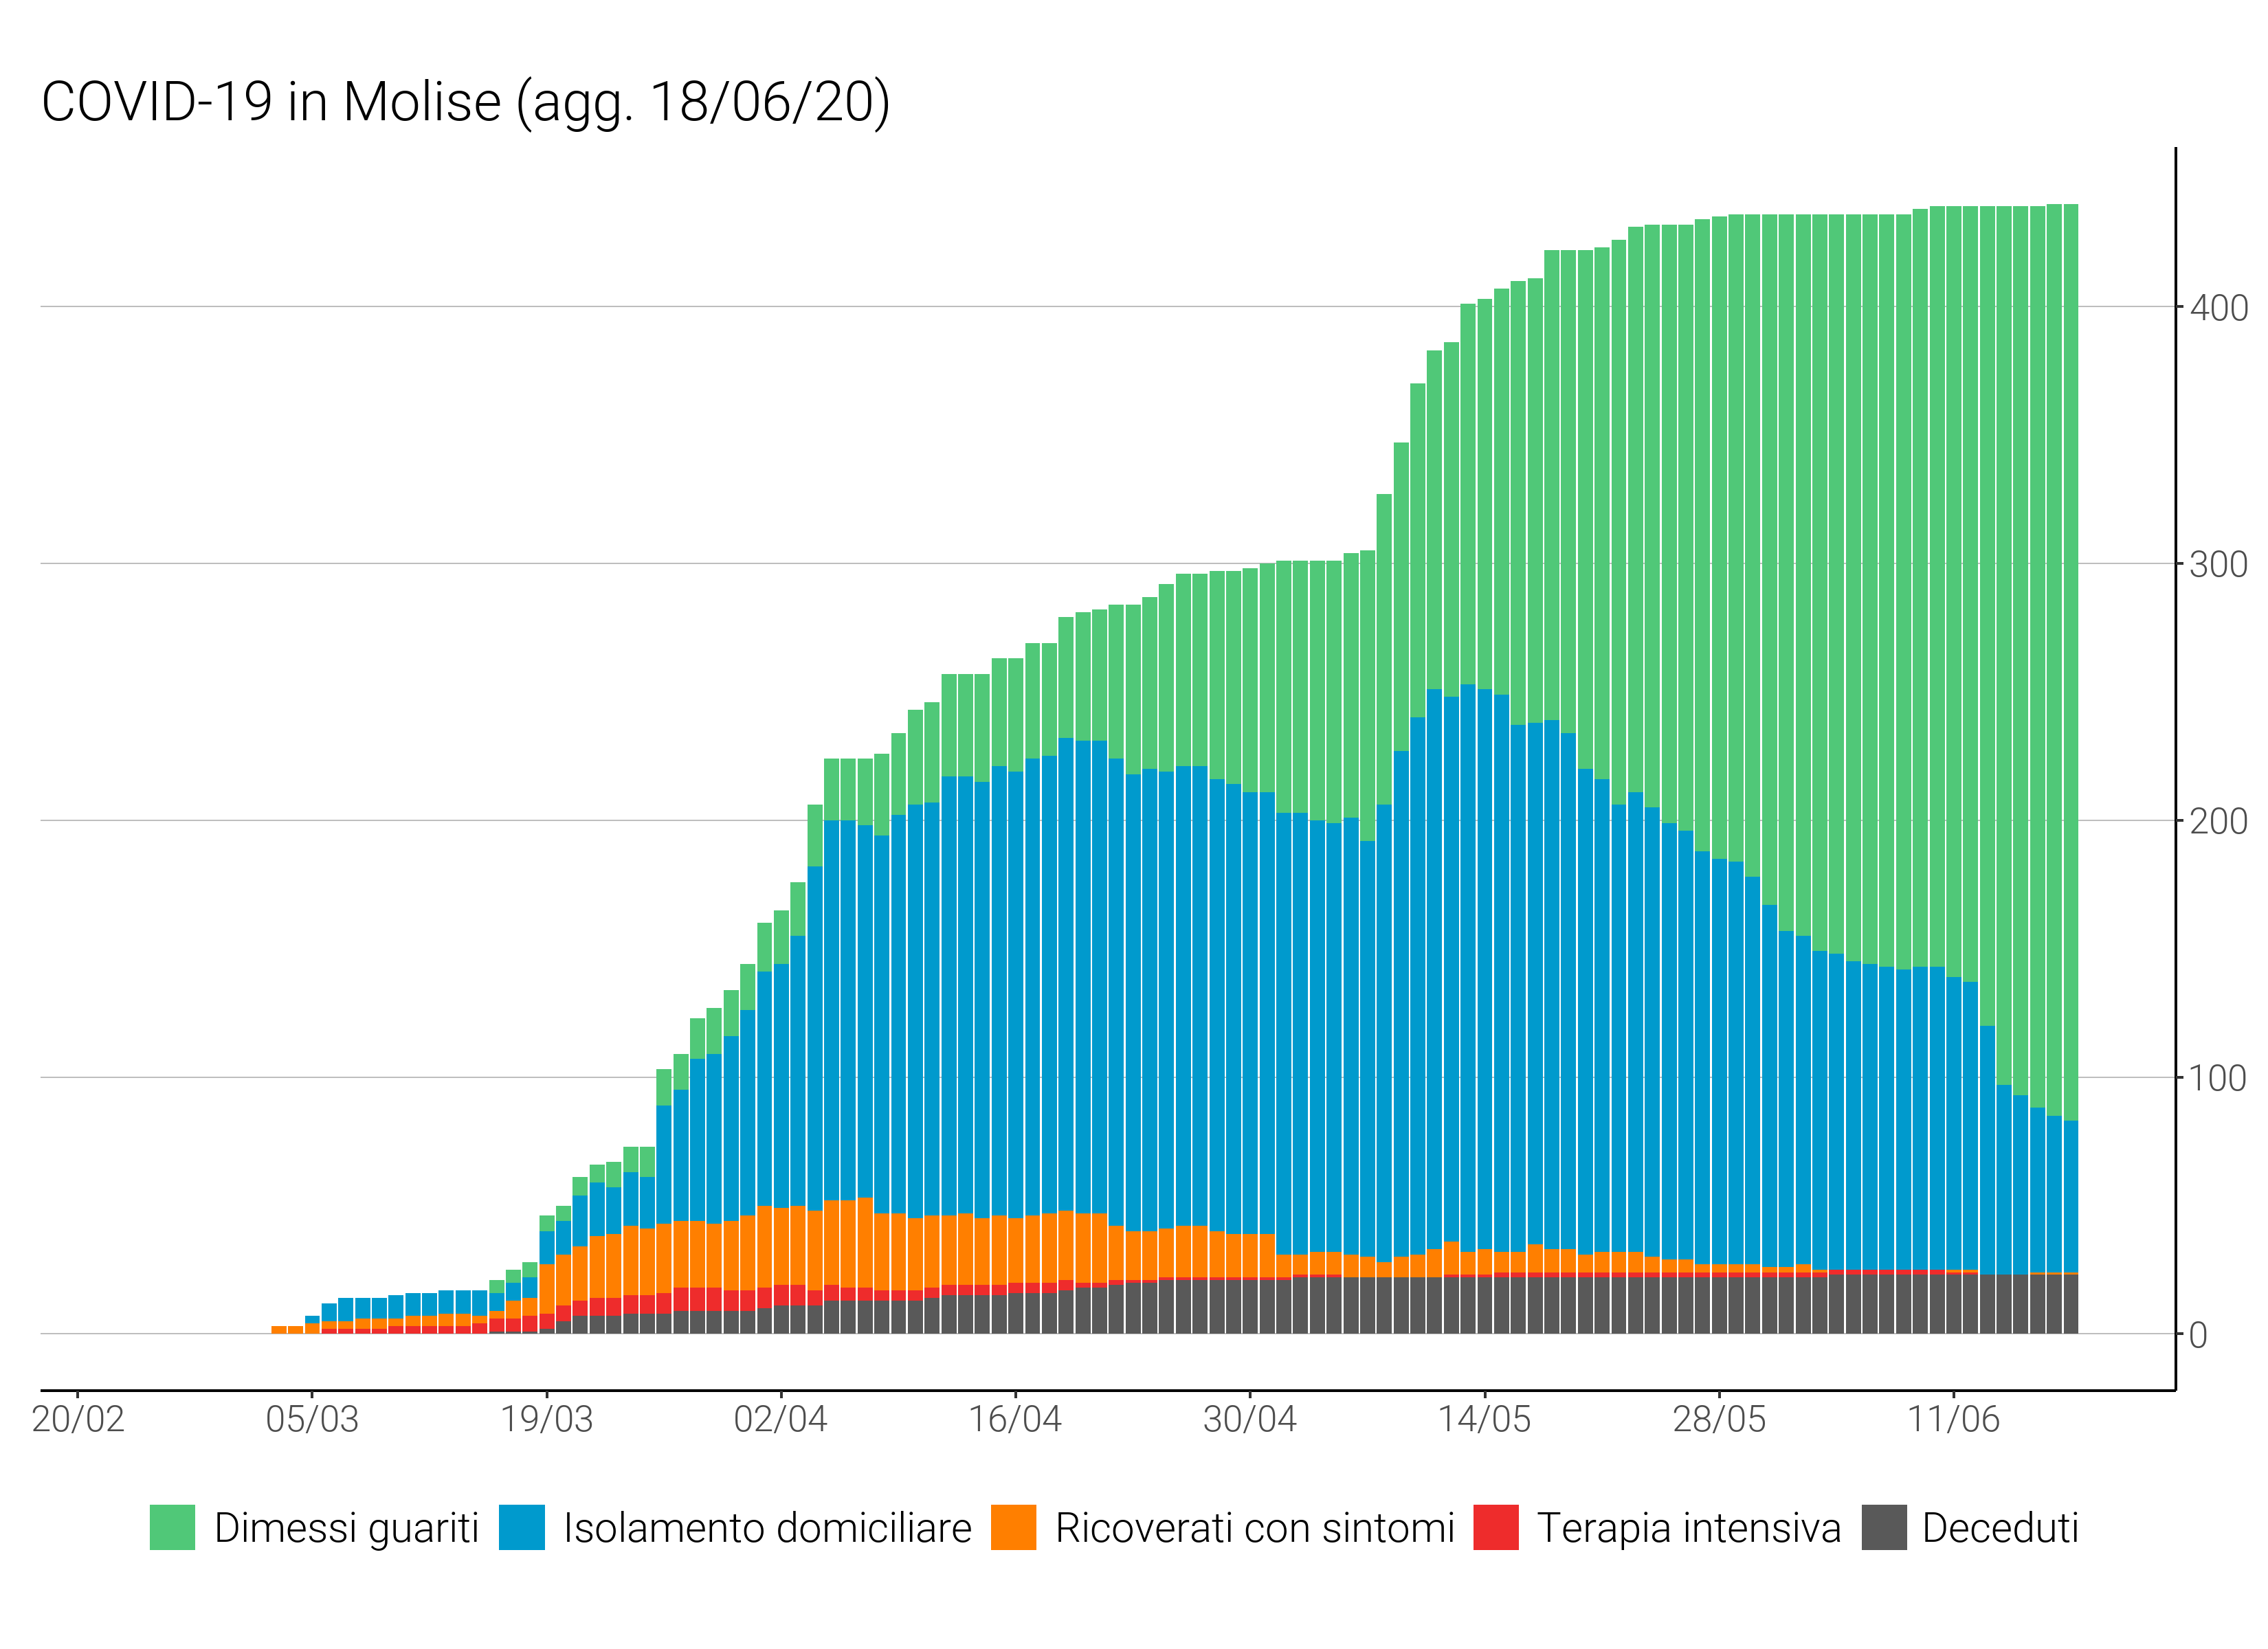 COVID-19 in Molise (agg. 18/06/20)
400
300
200
100
0
20/02 05/03 19/03 02/04 16/04 30/04 14/05 28/05 11/06
Dimessi guariti Isolamento domiciliare Ricoverati con sintomi Terapia intensiva Deceduti